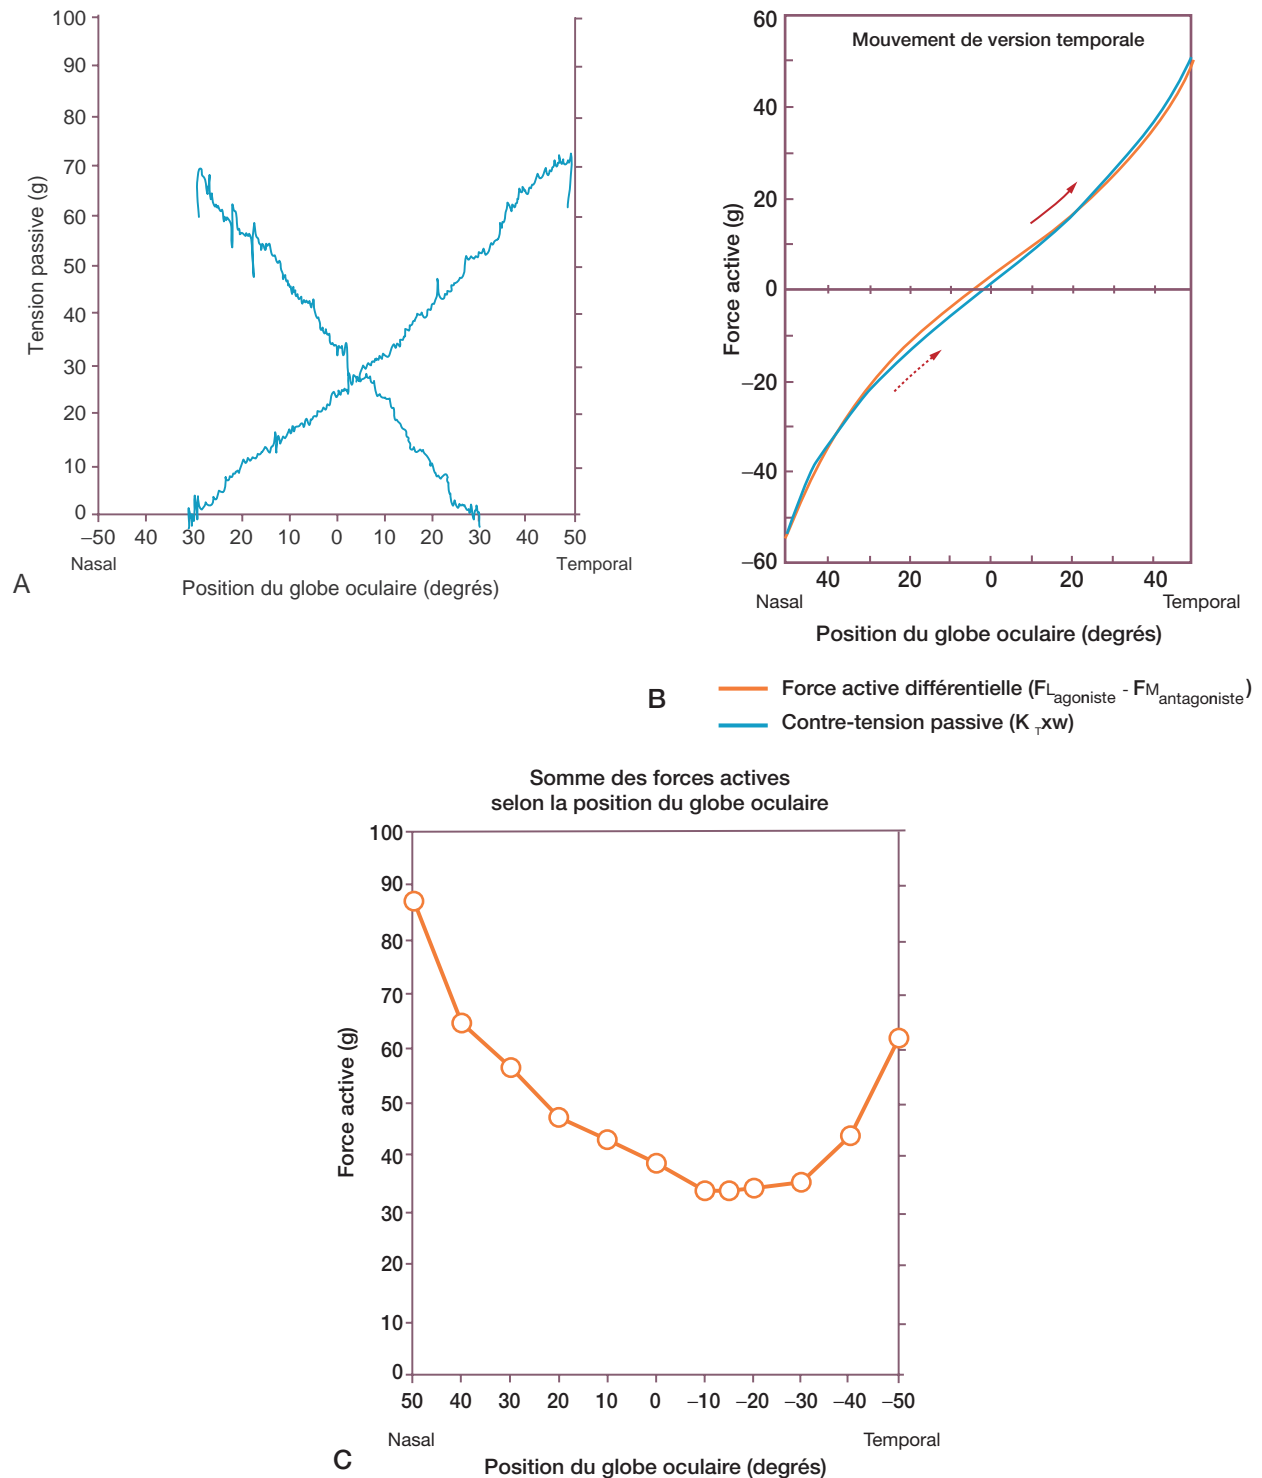 100
90
80
70
60
50
40
30
20
10
0
Tension passive (g)
–50 40 30 20 10 0 10 20 30 40 50
Nasal Temporal
Position du globe oculaire (degrés)
A
Mouvement de version temporale
60
40
20
0
–20
–40
–60
Force active (g)
40 20 0 20 40
Nasal Temporal
Position du globe oculaire (degrés)
B
Force active différentielle (FLagoniste - FMantagoniste)
Contre-tension passive (K Txw)
Somme des forces actives
selon la position du globe oculaire
100
90
80
70
60
50
40
30
20
10
0
Force active (g)
50 40 30 20 10 0 –10 –20 –30 –40 –50
Nasal Temporal
C
Position du globe oculaire (degrés)